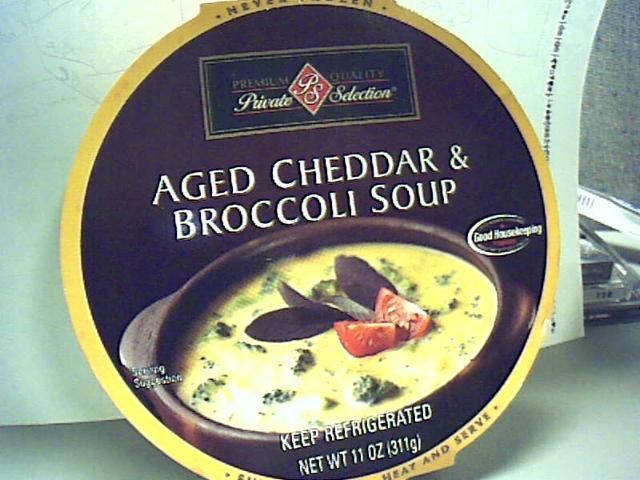 NEVER FROZEN
PREMIUM QUALITY
Private PS Selection®
AGED CHEDDAR &
BROCCOLI SOUP
Good Housekeeping
Serving
Suggestion
KEEP REFRIGERATED
NET WT 11 OZ (311g)
HEAT AND SERVE